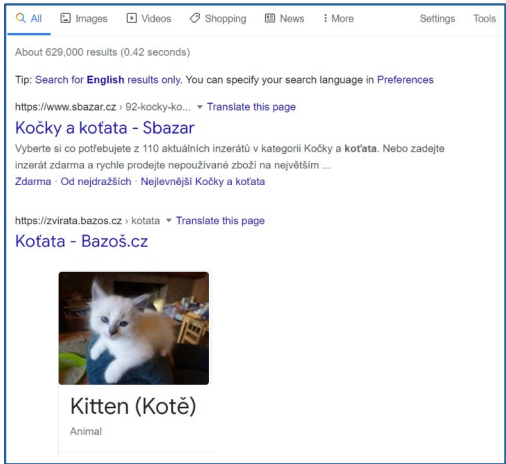 All Images Videos Shopping News More Settings Tools
About 629,000 results (0.42 seconds)
Tip: Search for English results only. You can specify your search language in Preferences
https://www.sbazar.cz › 92-kocky-ko... Translate this page
Kočky a koťata - Sbazar
Vyberte si co potřebujete z 110 aktuálních inzerátů v kategorii Kočky a koťata. Nebo zadejte
inzerát zdarma a rychle prodejte nepoužívané zboží na největším ...
Zdarma · Od nejdražších · Nejlevnější Kočky a koťata
https://zvirata.bazos.cz › kotata Translate this page
Koťata - Bazoš.cz
Kitten (Kotě)
Animal